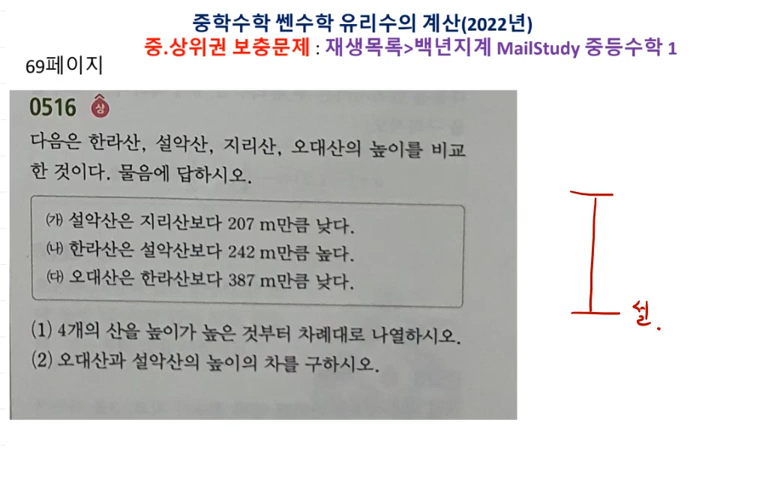 중학수학 쎈수학 유리수의 계산(2022년)
중.상위권 보충문제 : 재생목록>백년지계 MailStudy 중등수학 1
69페이지
0516 상
다음은 한라산, 설악산, 지리산, 오대산의 높이를 비교
한 것이다. 물음에 답하시오.
㈎ 설악산은 지리산보다 207 m만큼 낮다.
㈏ 한라산은 설악산보다 242 m만큼 높다.
㈐ 오대산은 한라산보다 387 m만큼 낮다.
(1) 4개의 산을 높이가 높은 것부터 차례대로 나열하시오.
(2) 오대산과 설악산의 높이의 차를 구하시오.
설.